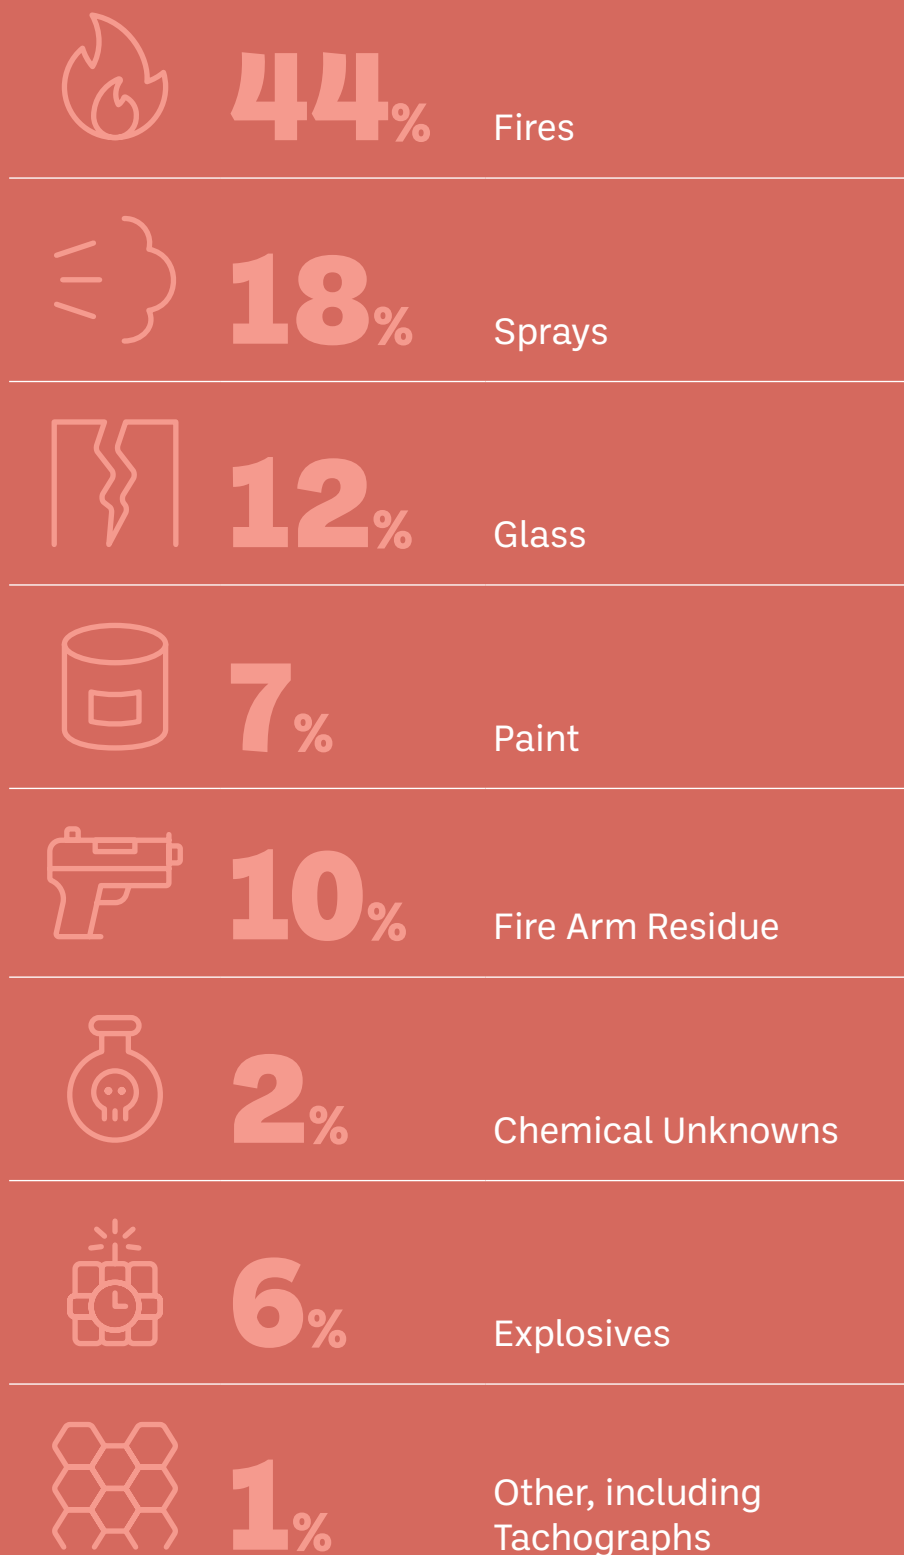 44% Fires
18% Sprays
12% Glass
7% Paint
10% Fire Arm Residue
2% Chemical Unknowns
6% Explosives
1% Other, including
Tachographs